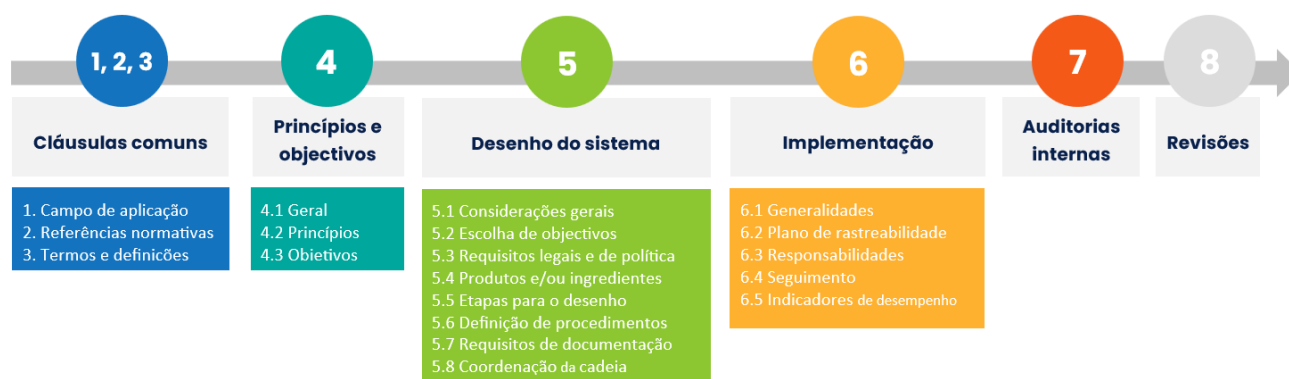 1, 2, 3
4
5
6
7
8
Cláusulas comuns
Princípios e
objectivos
Desenho do sistema
Implementação
Auditorias
internas
Revisões
1. Campo de aplicação
2. Referências normativas
3. Termos e definicões
4.1 Geral
4.2 Princípios
4.3 Obietivos
5.1 Considerações gerais
5.2 Escolha de objectivos
5.3 Requisitos legais e de política
5.4 Produtos e/ou ingredientes
5.5 Etapas para o desenho
5.6 Definição de procedimentos
5.7 Requisitos de documentação
5.8 Coordenação da cadeia
6.1 Generalidades
6.2 Plano de rastreabilidade
6.3 Responsabilidades
6.4 Seguimento
6.5 Indicadores de desempenho